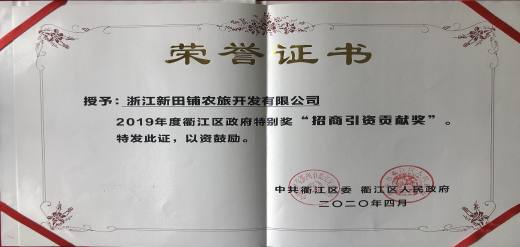 荣誉证书
授予：浙江新田铺农旅开发有限公司
2019年度衢江区政府特别奖“招商引资贡献奖”。
特发此证，以资鼓励。
中共衢江区委 衢江区人民政府
二〇二〇年四月